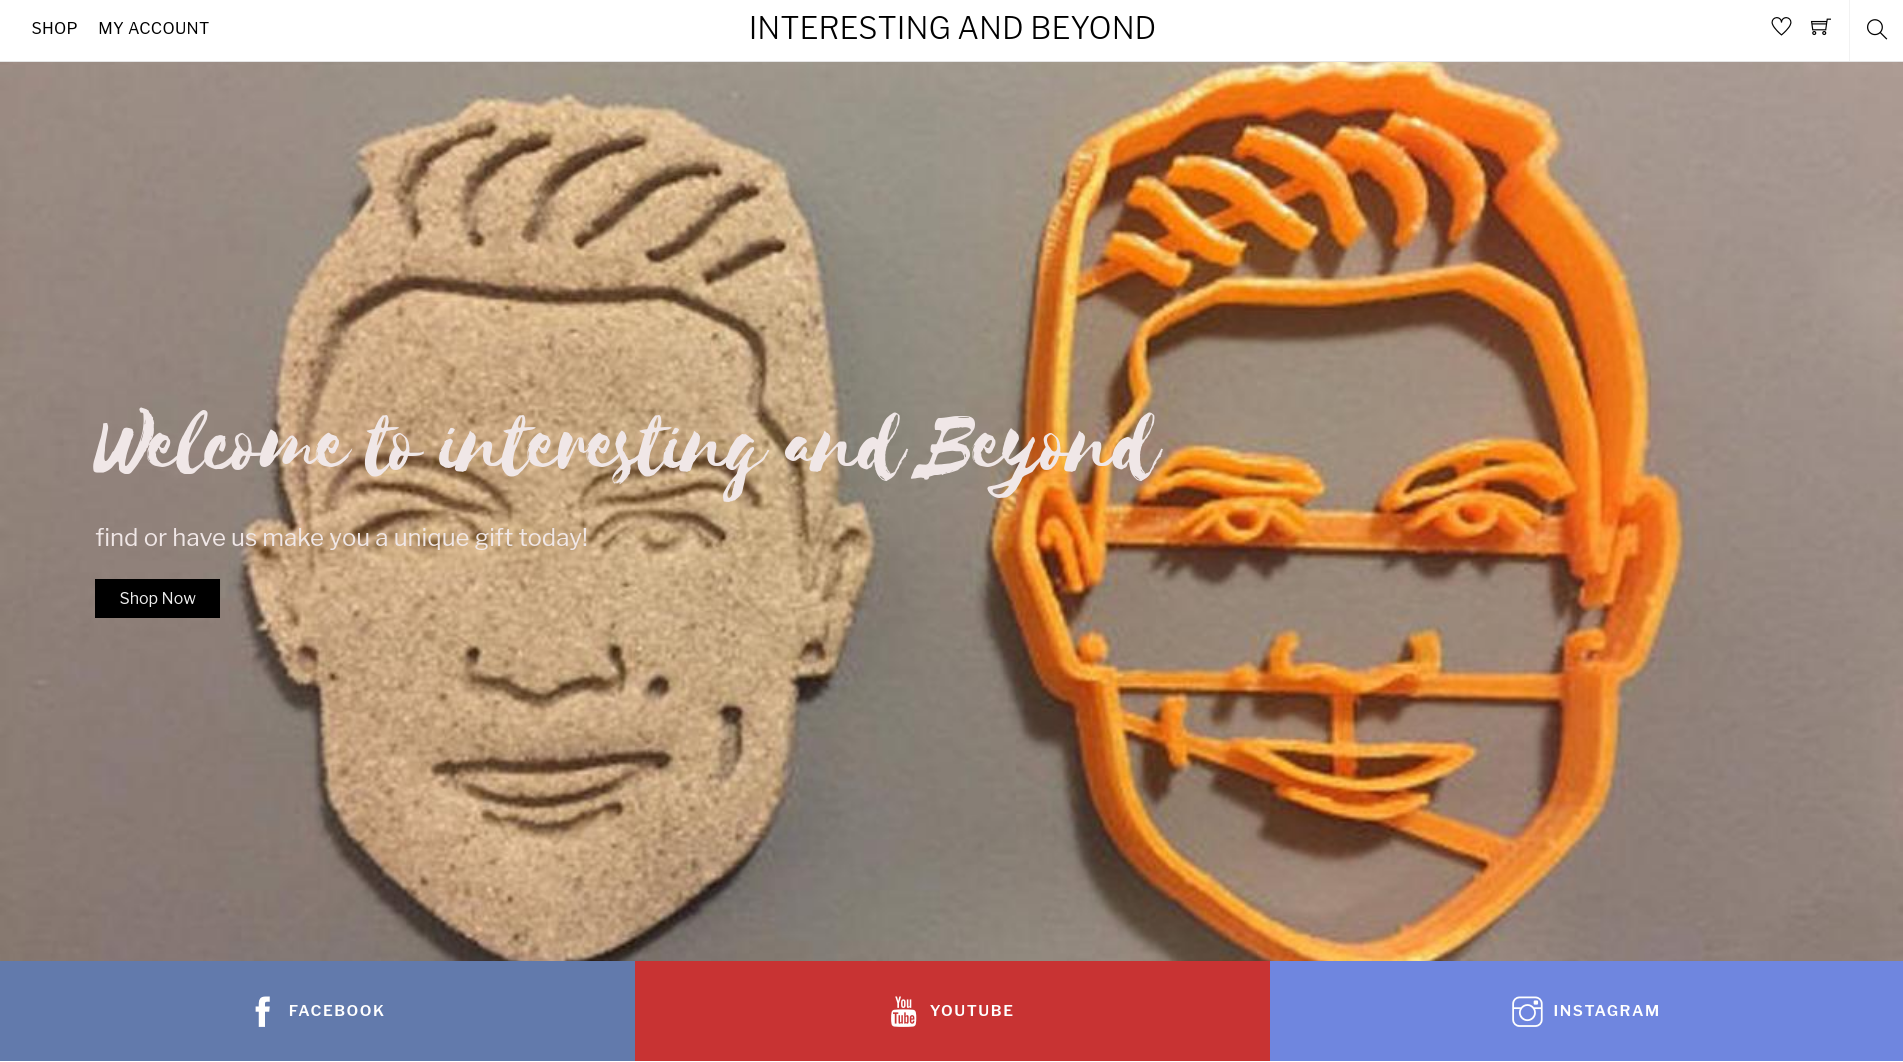 SHOP MY ACCOUNT INTERESTING AND BEYOND
Welcome to interesting and Beyond
find or have us make you a unique gift today!
Shop Now
FACEBOOK You Tube YOUTUBE INSTAGRAM